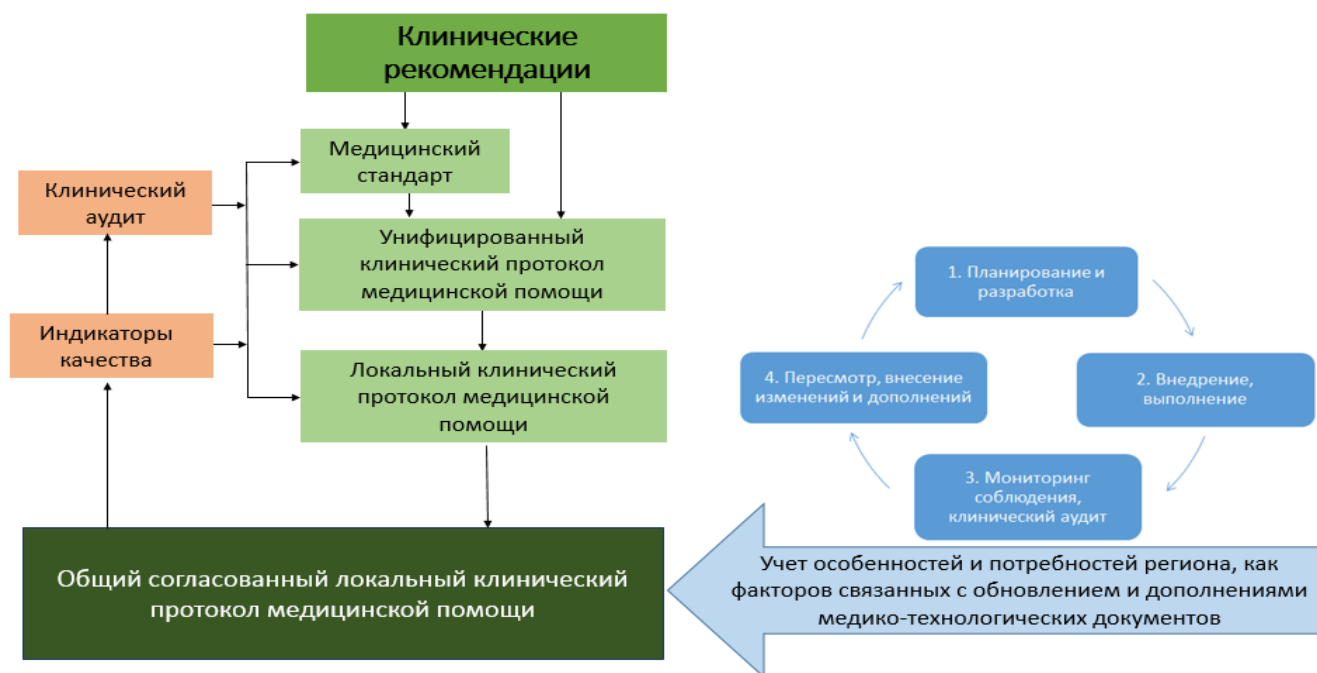 Клинические
рекомендации
Медицинский
стандарт
Клинический
аудит
Унифицированный
клинический протокол
медицинской помощи
Индикаторы
качества
Локальный клинический
протокол медицинской
помощи
Общий согласованный локальный клинический
протокол медицинской помощи
1. Планирование и
разработка
2. Внедрение,
выполнение
3. Мониторинг
соблюдения,
клинический аудит
4. Пересмотр, внесение
изменений и дополнений
Учет особенностей и потребностей региона, как
факторов связанных с обновлением и дополнениями
медико-технологических документов